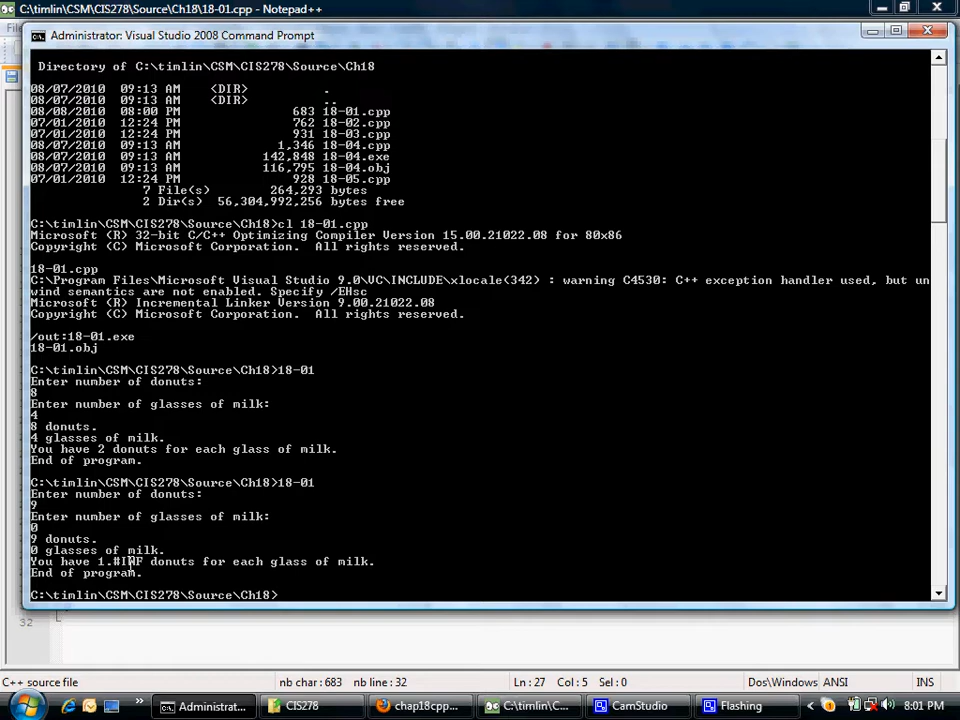 C:\timlin\CSM\CIS278\Source\Ch18\18-01.cpp - Notepad++
Administrator: Visual Studio 2008 Command Prompt
Directory of C:\timlin\CSM\CIS278\Source\Ch18
08/07/2010  09:13 AM    <DIR>          .
08/07/2010  09:13 AM    <DIR>          ..
08/08/2010  08:00 PM               683 18-01.cpp
07/01/2010  12:24 PM               762 18-02.cpp
07/01/2010  12:24 PM               931 18-03.cpp
08/07/2010  09:13 AM             1,346 18-04.cpp
08/07/2010  09:13 AM           142,848 18-04.exe
08/07/2010  09:13 AM           116,795 18-04.obj
07/01/2010  12:24 PM               928 18-05.cpp
7 File(s)        264,293 bytes
2 Dir(s)  56,304,992,256 bytes free
C:\timlin\CSM\CIS278\Source\Ch18>cl 18-01.cpp
Microsoft (R) 32-bit C/C++ Optimizing Compiler Version 15.00.21022.08 for 80x86
Copyright (C) Microsoft Corporation.  All rights reserved.
18-01.cpp
C:\Program Files\Microsoft Visual Studio 9.0\VC\INCLUDE\xlocale(342) : warning C4530: C++ exception handler used, but un
wind semantics are not enabled. Specify /EHsc
Microsoft (R) Incremental Linker Version 9.00.21022.08
Copyright (C) Microsoft Corporation.  All rights reserved.
/out:18-01.exe
18-01.obj
C:\timlin\CSM\CIS278\Source\Ch18>18-01
Enter number of donuts:
8
Enter number of glasses of milk:
4
8 donuts.
4 glasses of milk.
You have 2 donuts for each glass of milk.
End of program.
C:\timlin\CSM\CIS278\Source\Ch18>18-01
Enter number of donuts:
9
Enter number of glasses of milk:
0
9 donuts.
0 glasses of milk.
You have 1.#INF donuts for each glass of milk.
End of program.
C:\timlin\CSM\CIS278\Source\Ch18>
32
C++ source file    nb char : 683    nb line : 32    Ln : 27    Col : 5    Sel : 0    Dos\Windows    ANSI    INS
Administrat...    CIS278    chap18cpp...    C:\timlin\C...    CamStudio    Flashing    8:01 PM